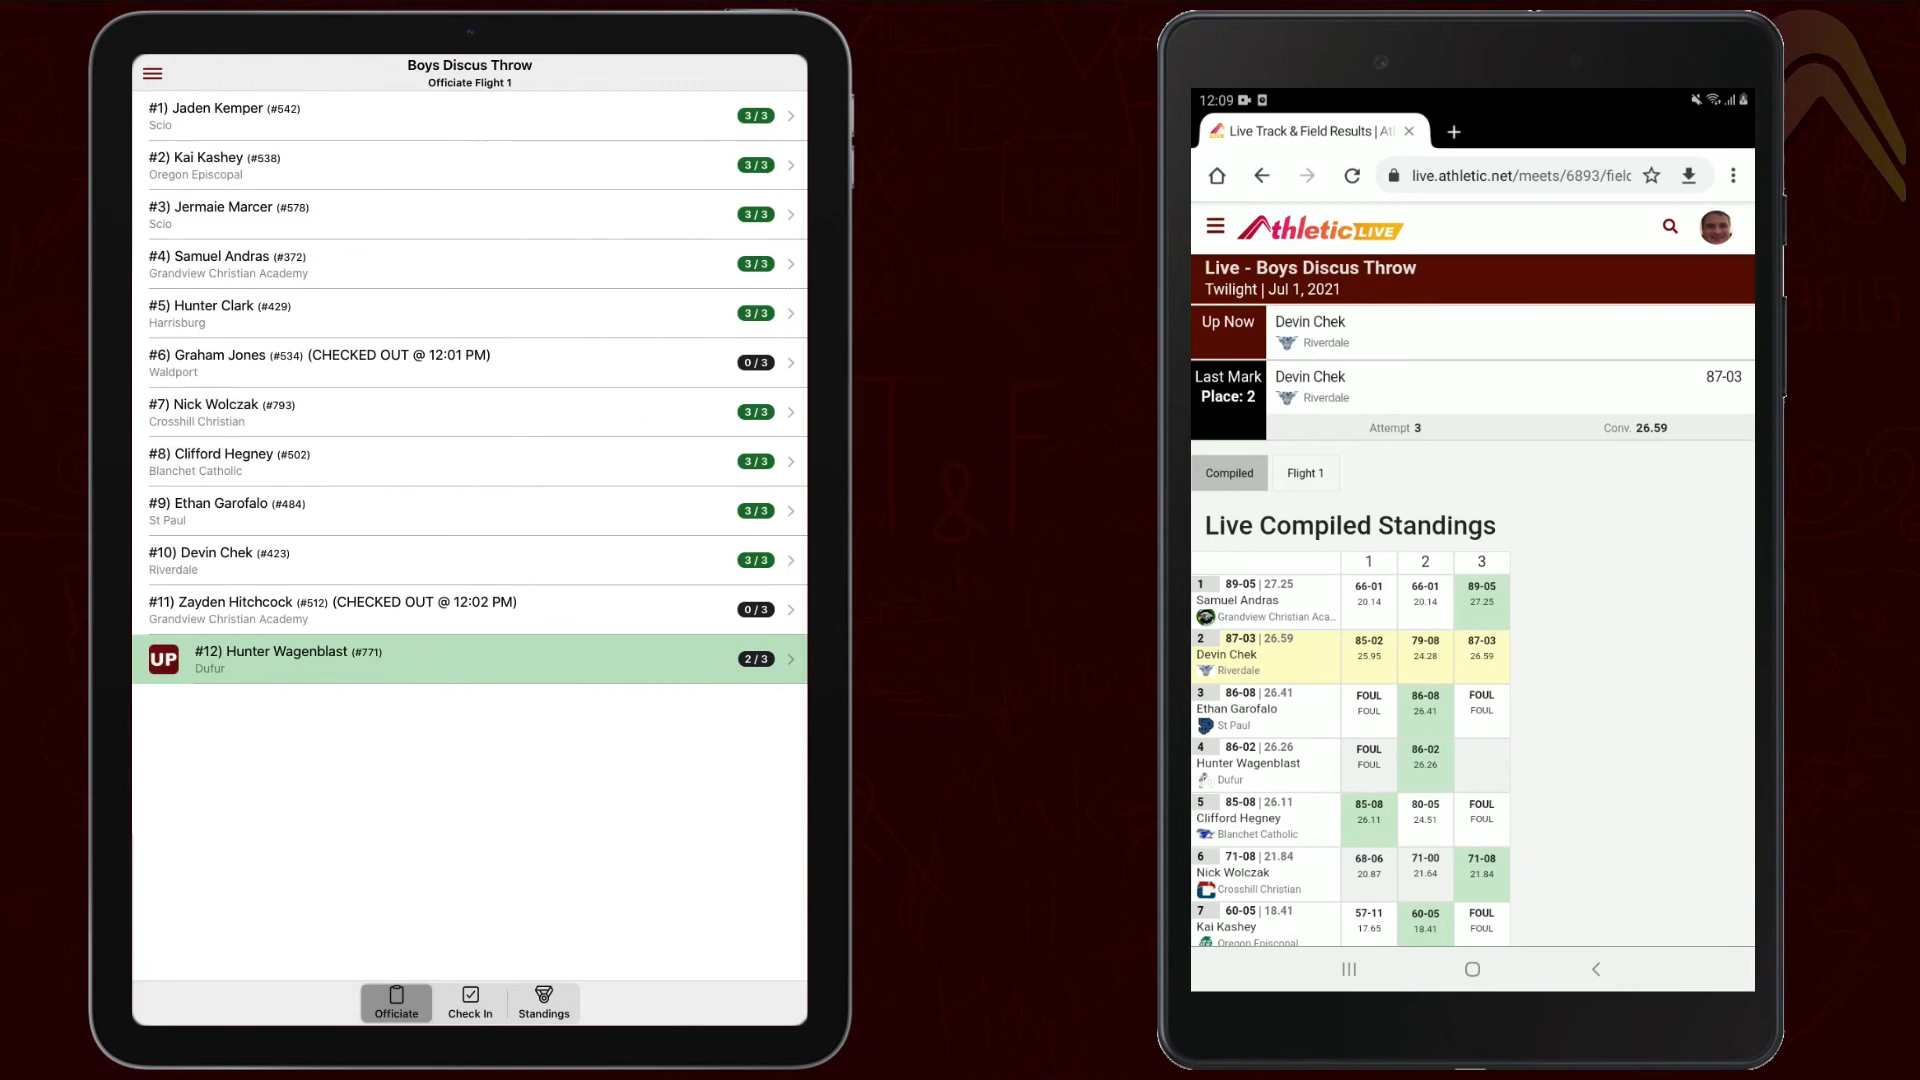 Boys Discus Throw
Officiate Flight 1
#1) Jaden Kemper (#542)
Scio
3 / 3
#2) Kai Kashey (#538)
Oregon Episcopal
3 / 3
#3) Jermaie Marcer (#578)
Scio
3 / 3
#4) Samuel Andras (#372)
Grandview Christian Academy
3 / 3
#5) Hunter Clark (#429)
Harrisburg
3 / 3
#6) Graham Jones (#534) (CHECKED OUT @ 12:01 PM)
Waldport
0 / 3
#7) Nick Wolczak (#793)
Crosshill Christian
3 / 3
#8) Clifford Hegney (#502)
Blanchet Catholic
3 / 3
#9) Ethan Garofalo (#484)
St Paul
3 / 3
#10) Devin Chek (#423)
Riverdale
3 / 3
#11) Zayden Hitchcock (#512) (CHECKED OUT @ 12:02 PM)
Grandview Christian Academy
0 / 3
UP
#12) Hunter Wagenblast (#771)
Dufur
2 / 3
Officiate
Check In
Standings
12:09
Live Track & Field Results | Atl
live.athletic.net/meets/6893/fielc
Athletic LIVE
Live - Boys Discus Throw
Twilight | Jul 1, 2021
Up Now
Devin Chek
Riverdale
Last Mark
Place: 2
Devin Chek
87-03
Riverdale
Attempt 3
Conv. 26.59
Compiled
Flight 1
Live Compiled Standings
1 2 3
1 89-05 | 27.25
Samuel Andras
Grandview Christian Aca...
66-01 66-01 89-05
20.14 20.14 27.25
2 87-03 | 26.59
Devin Chek
Riverdale
85-02 79-08 87-03
25.95 24.28 26.59
3 86-08 | 26.41
Ethan Garofalo
St Paul
FOUL 86-08 FOUL
FOUL 26.41 FOUL
4 86-02 | 26.26
Hunter Wagenblast
Dufur
FOUL 86-02
FOUL 26.26
5 85-08 | 26.11
Clifford Hegney
Blanchet Catholic
85-08 80-05 FOUL
26.11 24.51 FOUL
6 71-08 | 21.84
Nick Wolczak
Crosshill Christian
68-06 71-00 71-08
20.87 21.64 21.84
7 60-05 | 18.41
Kai Kashey
Oregon Episcopal
57-11 60-05 FOUL
17.65 18.41 FOUL